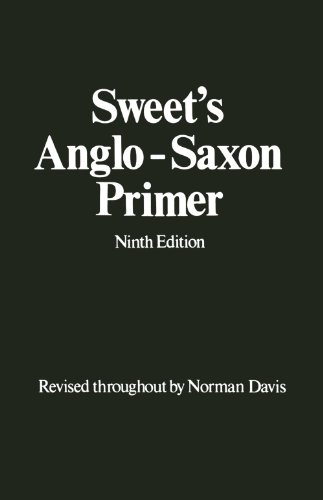 Sweet's
Anglo-Saxon
Primer
Ninth Edition
Revised throughout by Norman Davis